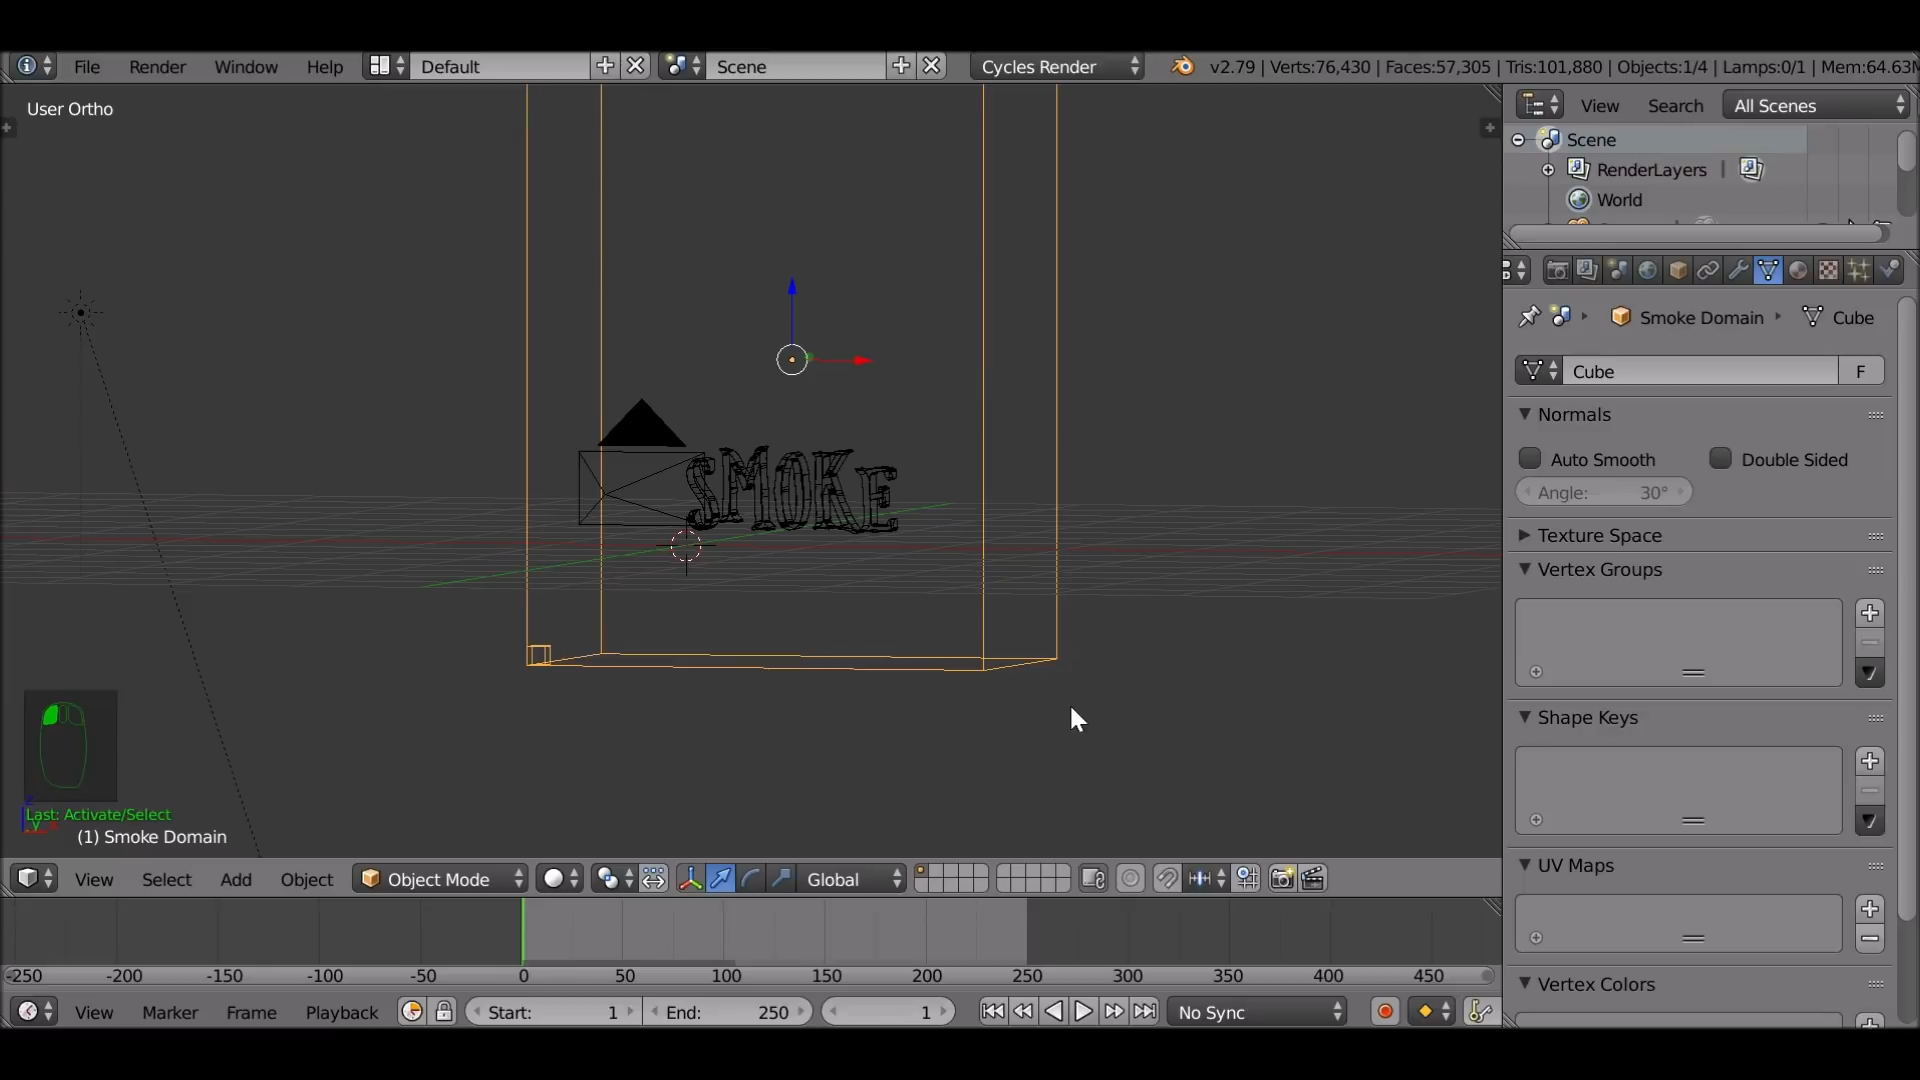 File Render Window Help Default Scene Cycles Render v2.79 | Verts:76,430 | Faces:57,305 | Tris:101,880 | Objects:1/4 | Lamps:0/1 | Mem:64.63M
User Ortho
View Search All Scenes
Scene
RenderLayers
World
Smoke Domain Cube
Cube F
Normals
Auto Smooth Double Sided
Angle: 30°
Texture Space
Vertex Groups
Shape Keys
UV Maps
Vertex Colors
SMOKE
Last: Activate/Select
(1) Smoke Domain
View Select Add Object Object Mode Global
-250 -200 -150 -100 -50 0 50 100 150 200 250 300 350 400 450
View Marker Frame Playback Start: 1 End: 250 1 No Sync